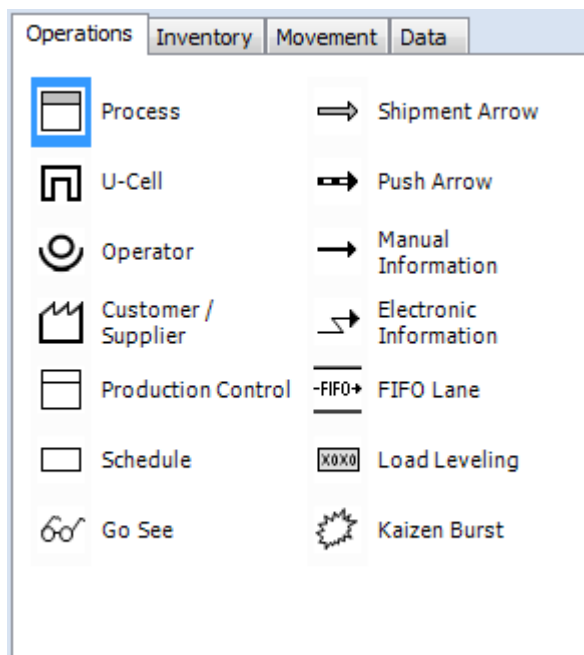 Operations Inventory Movement Data
Process
U-Cell
Operator
Customer /
Supplier
Production Control
Schedule
Go See
Shipment Arrow
Push Arrow
Manual
Information
Electronic
Information
-FIFO→ FIFO Lane
XOXO Load Leveling
Kaizen Burst